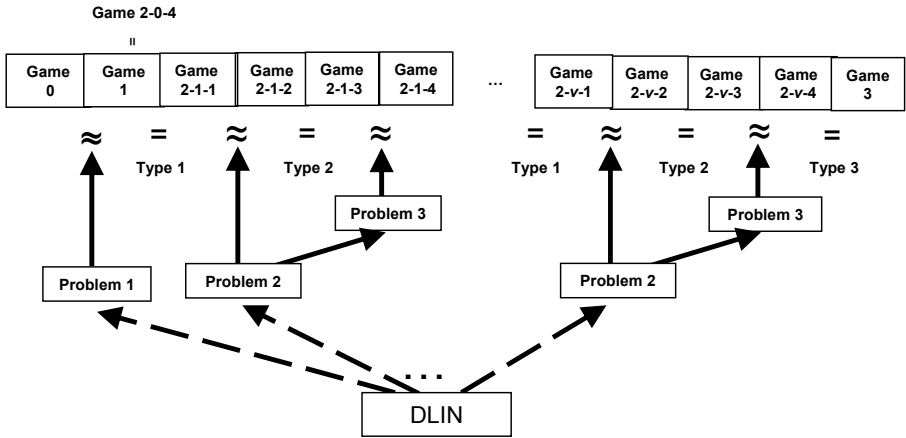 Game 2-0-4
=
Game 0 Game 1 Game 2-1-1 Game 2-1-2 Game 2-1-3 Game 2-1-4 ... Game 2-v-1 Game 2-v-2 Game 2-v-3 Game 2-v-4 Game 3
≈ = ≈ = ≈ = ≈ = ≈ =
Type 1 Type 2 Type 1 Type 2 Type 3
Problem 3 Problem 3
Problem 1 Problem 2 Problem 2
...
DLIN